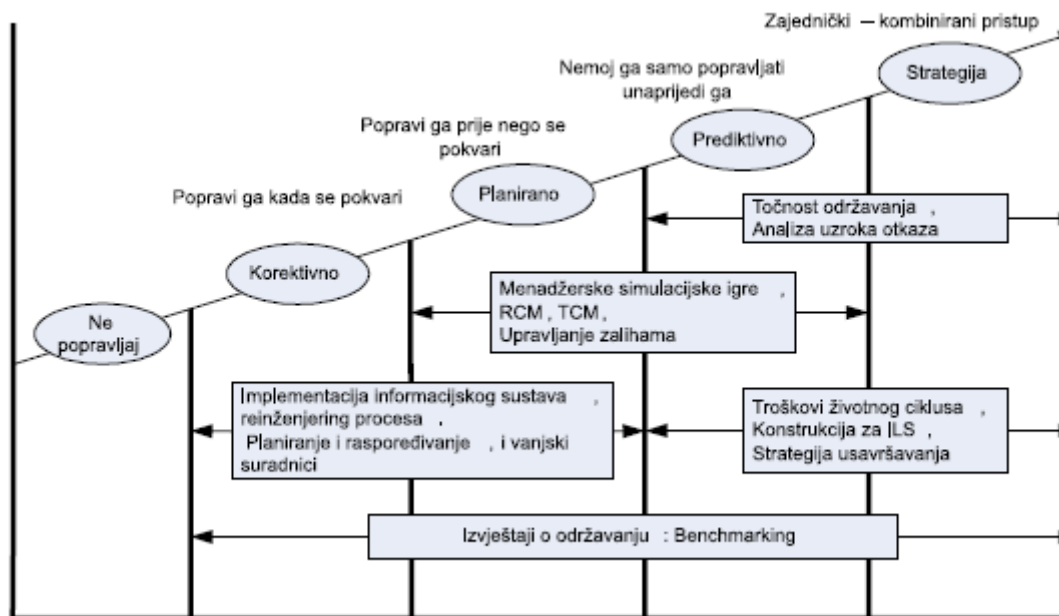 Zajednički – kombinirani pristup
Strategija
Nemoj ga samo popravljati
unaprijedi ga
Prediktivno
Popravi ga prije nego se
pokvari
Planirano
Popravi ga kada se pokvari
Korektivno
Ne
popravljaj
Točnost održavanja ,
Analiza uzroka otkaza
Menadžerske simulacijske igre ,
RCM , TCM ,
Upravljanje zalihama
Implementacija informacijskog sustava ,
reinženjering procesa ,
Planiranje i raspoređivanje , i vanjski
suradnici
Troškovi životnog ciklusa ,
Konstrukcija za ILS ,
Strategija usavršavanja
Izvještaji o održavanju : Benchmarking